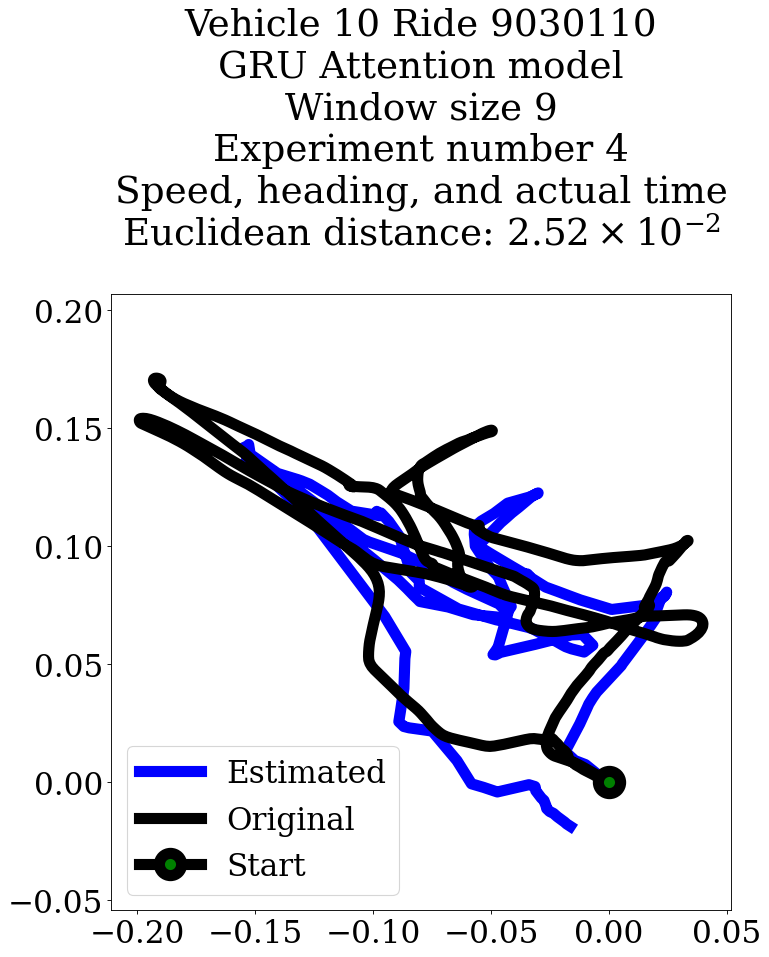 Vehicle 10 Ride 9030110
GRU Attention model
Window size 9
Experiment number 4
Speed, heading, and actual time
Euclidean distance: 2.52 × 10⁻²
0.20
0.15
0.10
0.05
0.00
−0.05
Estimated
Original
Start
−0.20 −0.15 −0.10 −0.05 0.00 0.05